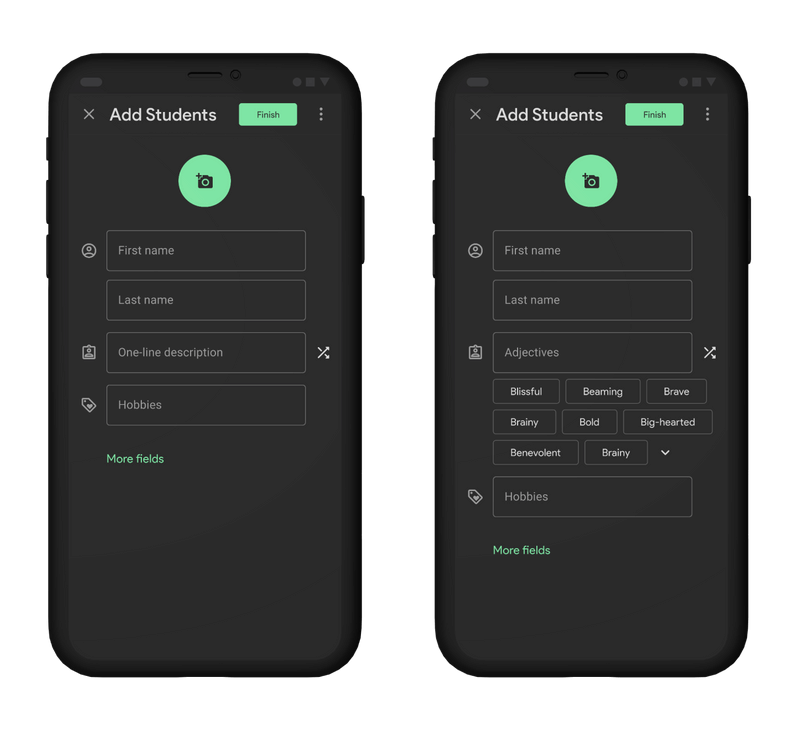 Add Students
Finish
First name
Last name
One-line description
Hobbies
More fields
Add Students
Finish
First name
Last name
Adjectives
Blissful Beaming Brave
Brainy Bold Big-hearted
Benevolent Brainy
Hobbies
More fields